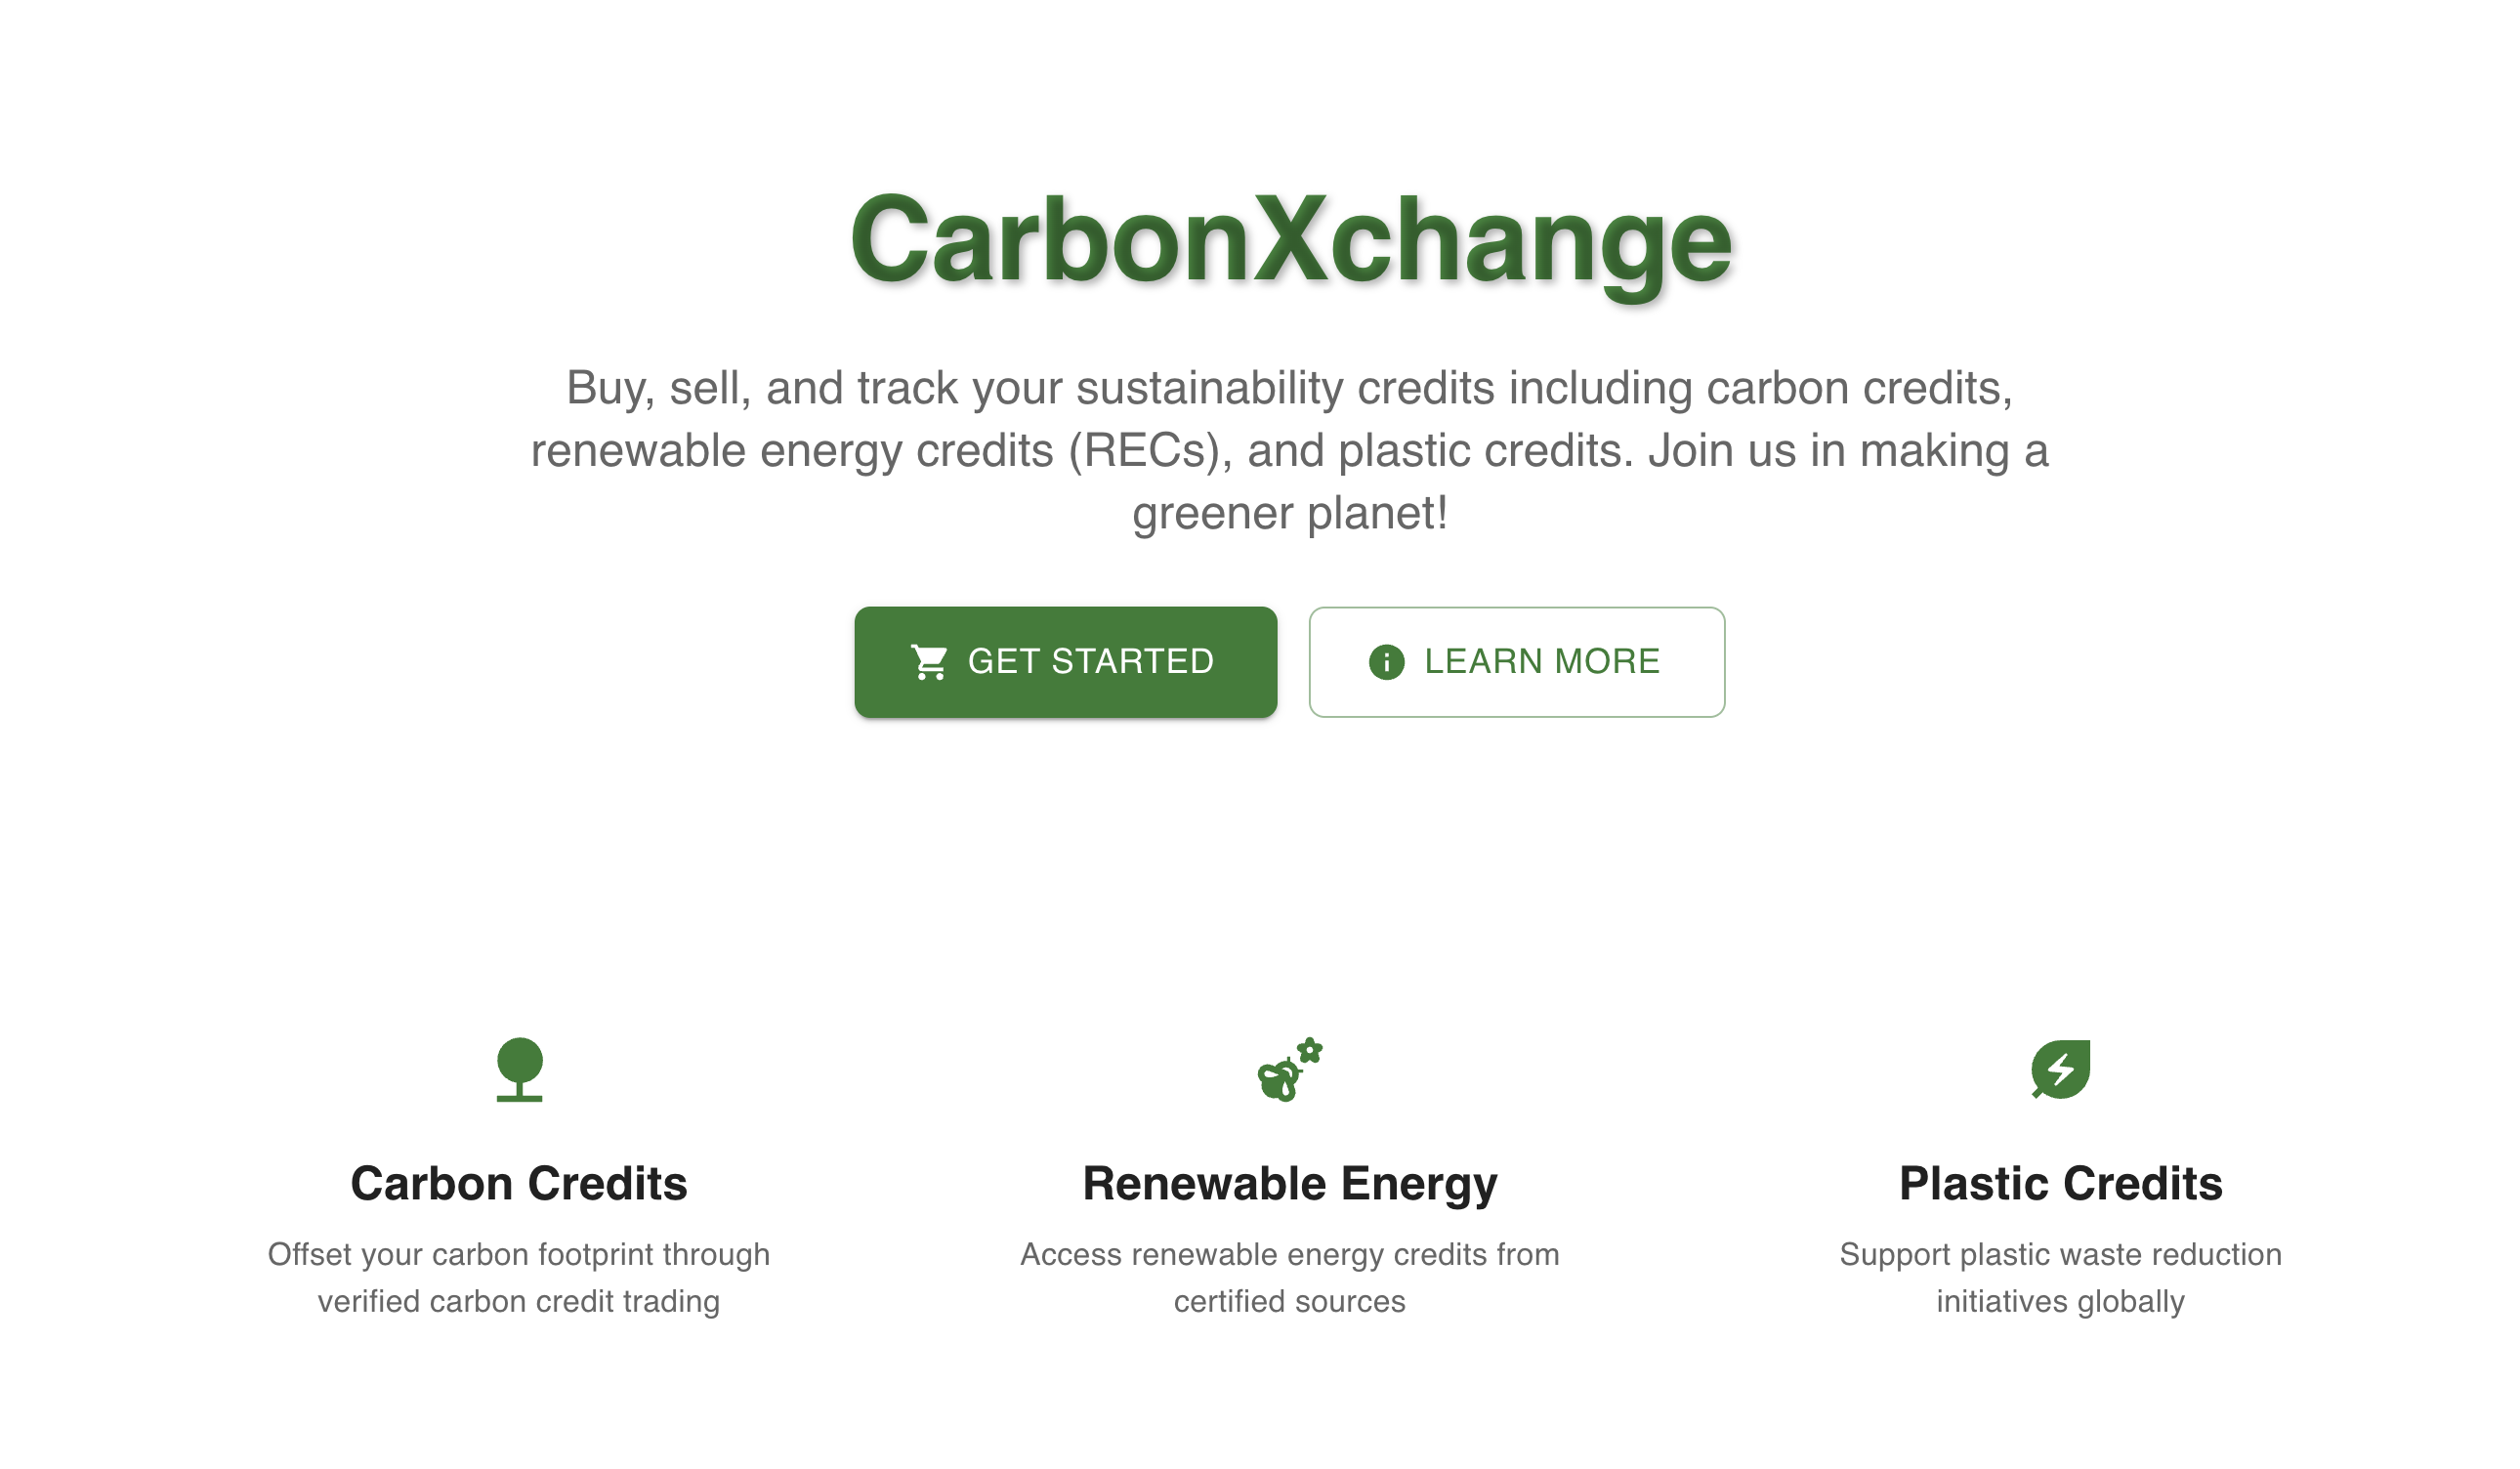 CarbonXchange
Buy, sell, and track your sustainability credits including carbon credits,
renewable energy credits (RECs), and plastic credits. Join us in making a
greener planet!
GET STARTED
LEARN MORE
Carbon Credits
Offset your carbon footprint through
verified carbon credit trading
Renewable Energy
Access renewable energy credits from
certified sources
Plastic Credits
Support plastic waste reduction
initiatives globally